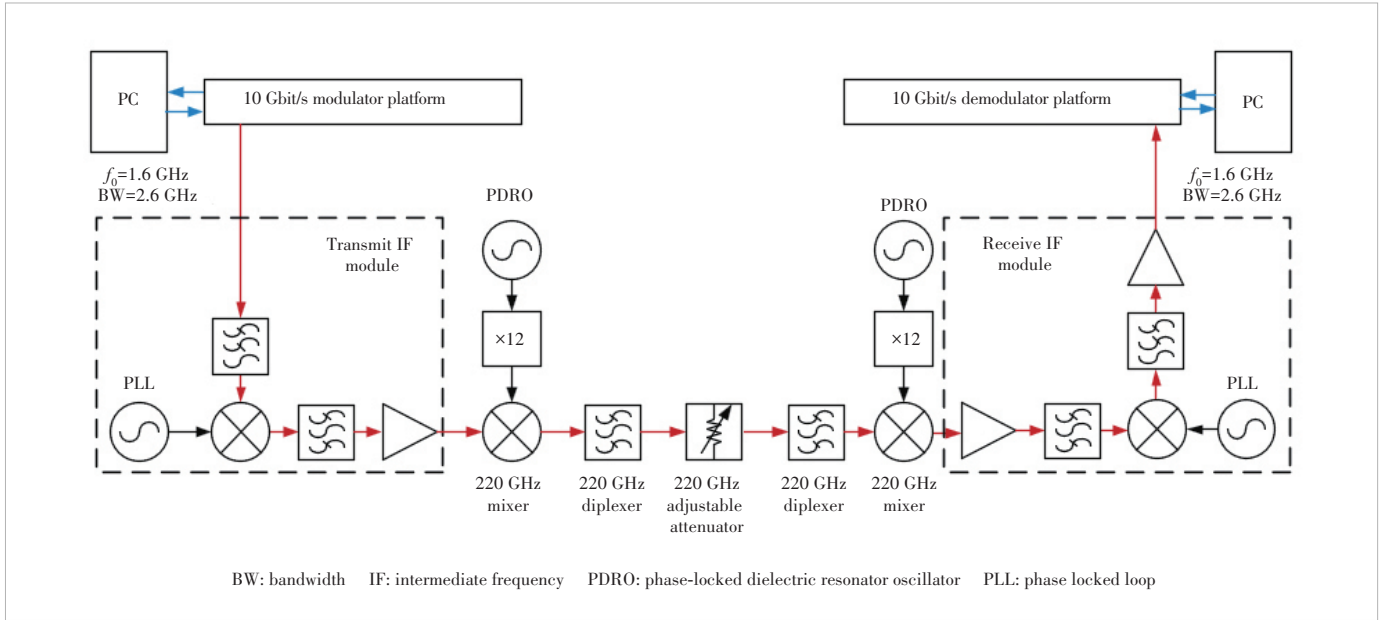 PC
10 Gbit/s modulator platform
f₀=1.6 GHz
BW=2.6 GHz
10 Gbit/s demodulator platform
PC
f₀=1.6 GHz
BW=2.6 GHz
Transmit IF
module
PDRO
×12
PLL
PDRO
×12
Receive IF
module
PLL
220 GHz
mixer
220 GHz
diplexer
220 GHz
adjustable
attenuator
220 GHz
diplexer
220 GHz
mixer
BW: bandwidth IF: intermediate frequency PDRO: phase-locked dielectric resonator oscillator PLL: phase locked loop